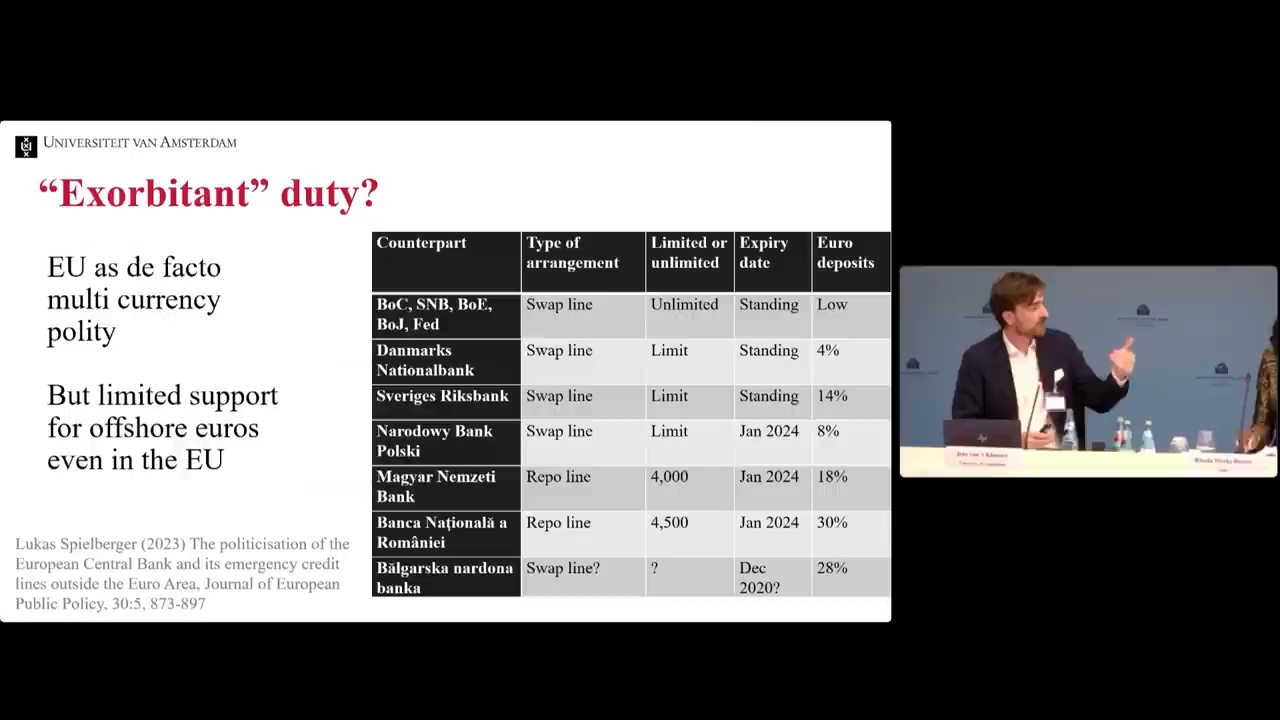 UNIVERSITEIT VAN AMSTERDAM
“Exorbitant” duty?
EU as de facto
multi currency
polity
But limited support
for offshore euros
even in the EU
Lukas Spielberger (2023) The politicisation of the
European Central Bank and its emergency credit
lines outside the Euro Area, Journal of European
Public Policy, 30:5, 873-897
Counterpart
Type of
arrangement
Limited or
unlimited
Expiry
date
Euro
deposits
BoC, SNB, BoE,
BoJ, Fed
Swap line
Unlimited
Standing
Low
Danmarks
Nationalbank
Swap line
Limit
Standing
4%
Sveriges Riksbank
Swap line
Limit
Standing
14%
Narodowy Bank
Polski
Swap line
Limit
Jan 2024
8%
Magyar Nemzeti
Bank
Repo line
4,000
Jan 2024
18%
Banca Națională a
României
Repo line
4,500
Jan 2024
30%
Bălgarska nardona
banka
Swap line?
?
Dec
2020?
28%
hp